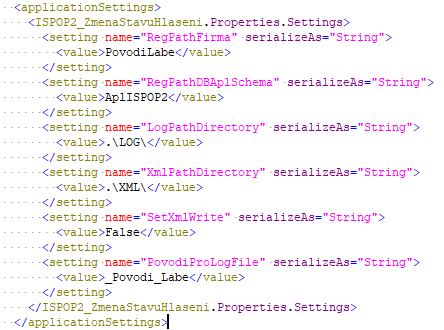 <applicationSettings>
<ISPOP2_ZmenaStavuHlaseni.Properties.Settings>
<setting name="RegPathFirma" serializeAs="String">
<value>PovodiLabe</value>
</setting>
<setting name="RegPathDBAplSchema" serializeAs="String">
<value>AplISPOP2</value>
</setting>
<setting name="LogPathDirectory" serializeAs="String">
<value>.\LOG\</value>
</setting>
<setting name="XmlPathDirectory" serializeAs="String">
<value>.\XML\</value>
</setting>
<setting name="SetXmlWrite" serializeAs="String">
<value>False</value>
</setting>
<setting name="PovodiProLogFile" serializeAs="String">
<value>_Povodi_Labe</value>
</setting>
</ISPOP2_ZmenaStavuHlaseni.Properties.Settings>
</applicationSettings>